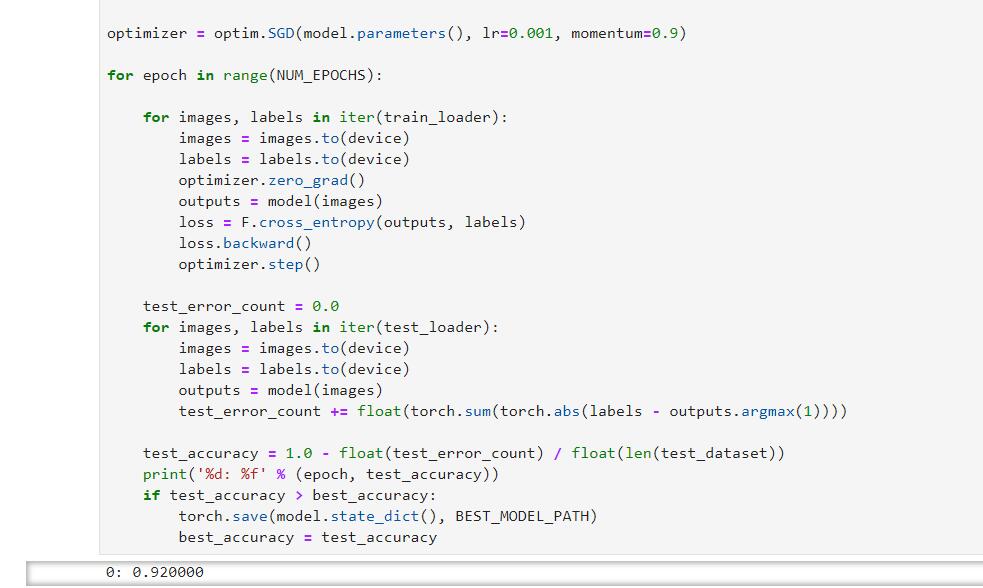 optimizer = optim.SGD(model.parameters(), lr=0.001, momentum=0.9)
for epoch in range(NUM_EPOCHS):
for images, labels in iter(train_loader):
images = images.to(device)
labels = labels.to(device)
optimizer.zero_grad()
outputs = model(images)
loss = F.cross_entropy(outputs, labels)
loss.backward()
optimizer.step()
test_error_count = 0.0
for images, labels in iter(test_loader):
images = images.to(device)
labels = labels.to(device)
outputs = model(images)
test_error_count += float(torch.sum(torch.abs(labels - outputs.argmax(1))))
test_accuracy = 1.0 - float(test_error_count) / float(len(test_dataset))
print('%d: %f' % (epoch, test_accuracy))
if test_accuracy > best_accuracy:
torch.save(model.state_dict(), BEST_MODEL_PATH)
best_accuracy = test_accuracy
0: 0.920000